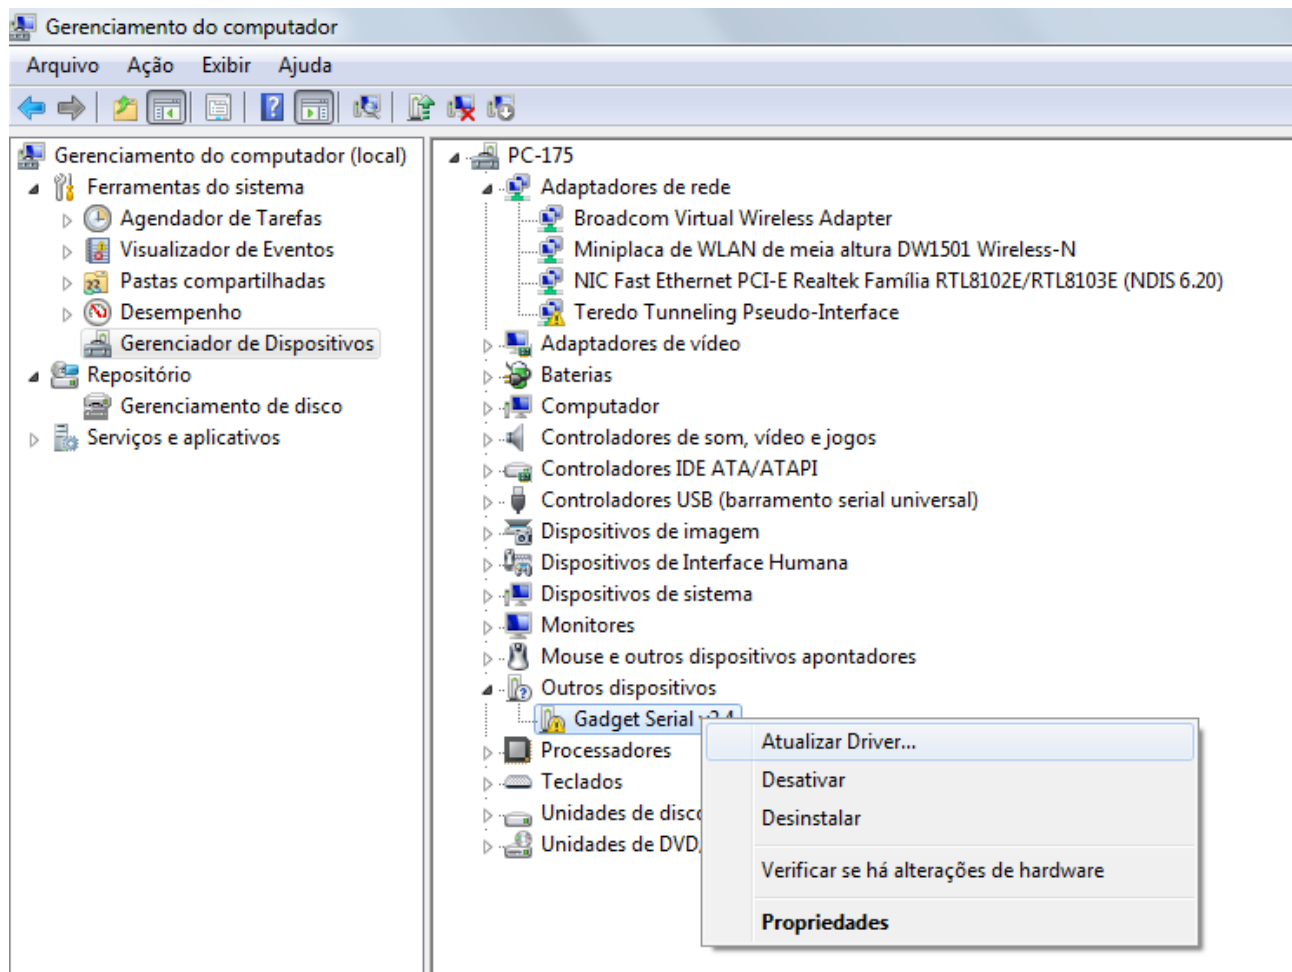 Gerenciamento do computador
Arquivo Ação Exibir Ajuda
Gerenciamento do computador (local)
Ferramentas do sistema
Agendador de Tarefas
Visualizador de Eventos
Pastas compartilhadas
Desempenho
Gerenciador de Dispositivos
Repositório
Gerenciamento de disco
Serviços e aplicativos
PC-175
Adaptadores de rede
Broadcom Virtual Wireless Adapter
Miniplaca de WLAN de meia altura DW1501 Wireless-N
NIC Fast Ethernet PCI-E Realtek Família RTL8102E/RTL8103E (NDIS 6.20)
Teredo Tunneling Pseudo-Interface
Adaptadores de vídeo
Baterias
Computador
Controladores de som, vídeo e jogos
Controladores IDE ATA/ATAPI
Controladores USB (barramento serial universal)
Dispositivos de imagem
Dispositivos de Interface Humana
Dispositivos de sistema
Monitores
Mouse e outros dispositivos apontadores
Outros dispositivos
Gadget Serial
Processadores
Teclados
Unidades de disco
Unidades de DVD
Atualizar Driver...
Desativar
Desinstalar
Verificar se há alterações de hardware
Propriedades